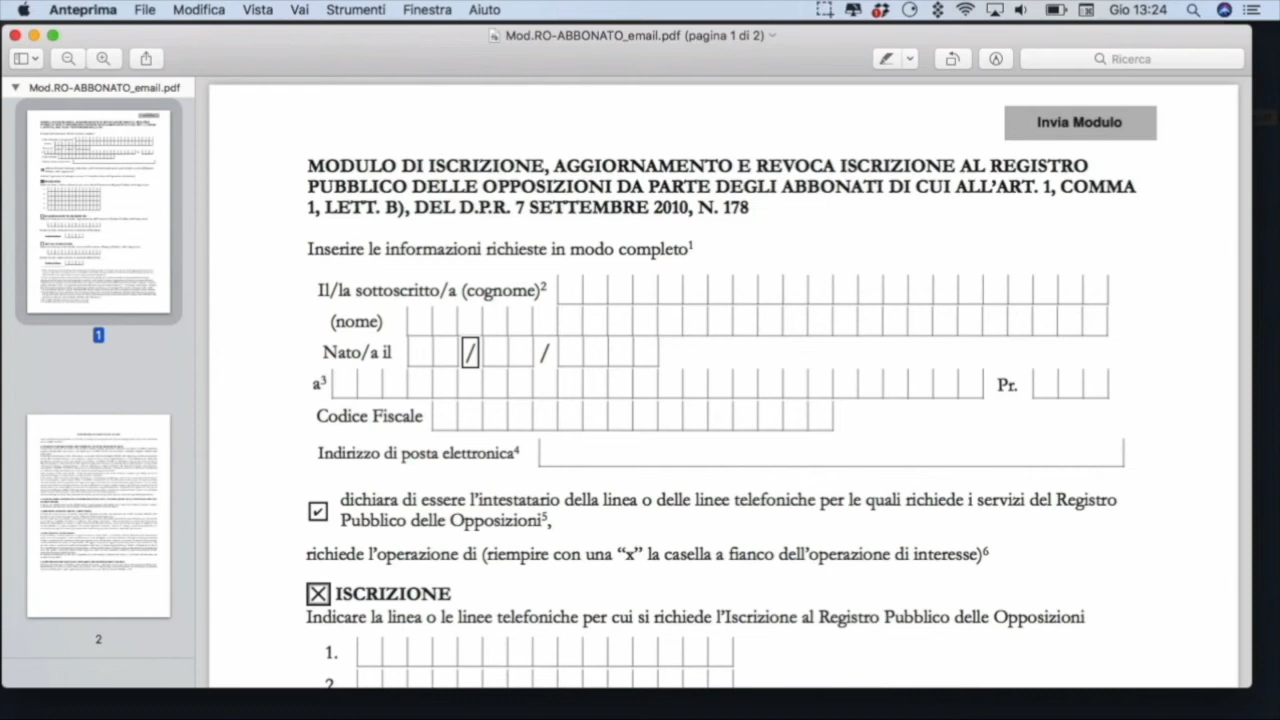 Anteprima File Modifica Vista Vai Strumenti Finestra Aiuto Gio 13:24
Mod.RO-ABBONATO_email.pdf (pagina 1 di 2)
Ricerca
Mod.RO-ABBONATO_email.pdf
1
2
Invia Modulo
MODULO DI ISCRIZIONE, AGGIORNAMENTO E REVOCA ISCRIZIONE AL REGISTRO
PUBBLICO DELLE OPPOSIZIONI DA PARTE DEGLI ABBONATI DI CUI ALL'ART. 1, COMMA
1, LETT. B), DEL D.P.R. 7 SETTEMBRE 2010, N. 178
Inserire le informazioni richieste in modo completo¹
Il/la sottoscritto/a (cognome)²
(nome)
Nato/a il / /
a³ Pr.
Codice Fiscale
Indirizzo di posta elettronica⁴
dichiara di essere l'intestatario della linea o delle linee telefoniche per le quali richiede i servizi del Registro
Pubblico delle Opposizioni⁵,
richiede l'operazione di (riempire con una “x” la casella a fianco dell'operazione di interesse)⁶
ISCRIZIONE
Indicare la linea o le linee telefoniche per cui si richiede l'Iscrizione al Registro Pubblico delle Opposizioni
1.
2